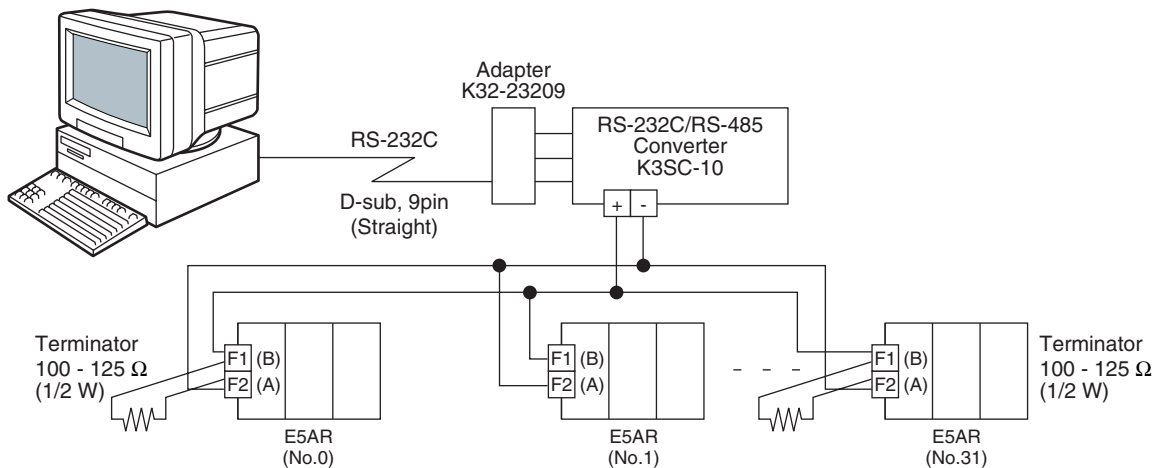 Adapter
K32-23209
RS-232C
D-sub, 9pin
(Straight)
RS-232C/RS-485
Converter
K3SC-10
+ -
Terminator
100 - 125 Ω
(1/2 W)
F1 (B)
F2 (A)
E5AR
(No.0)
F1 (B)
F2 (A)
E5AR
(No.1)
F1 (B)
F2 (A)
E5AR
(No.31)
Terminator
100 - 125 Ω
(1/2 W)